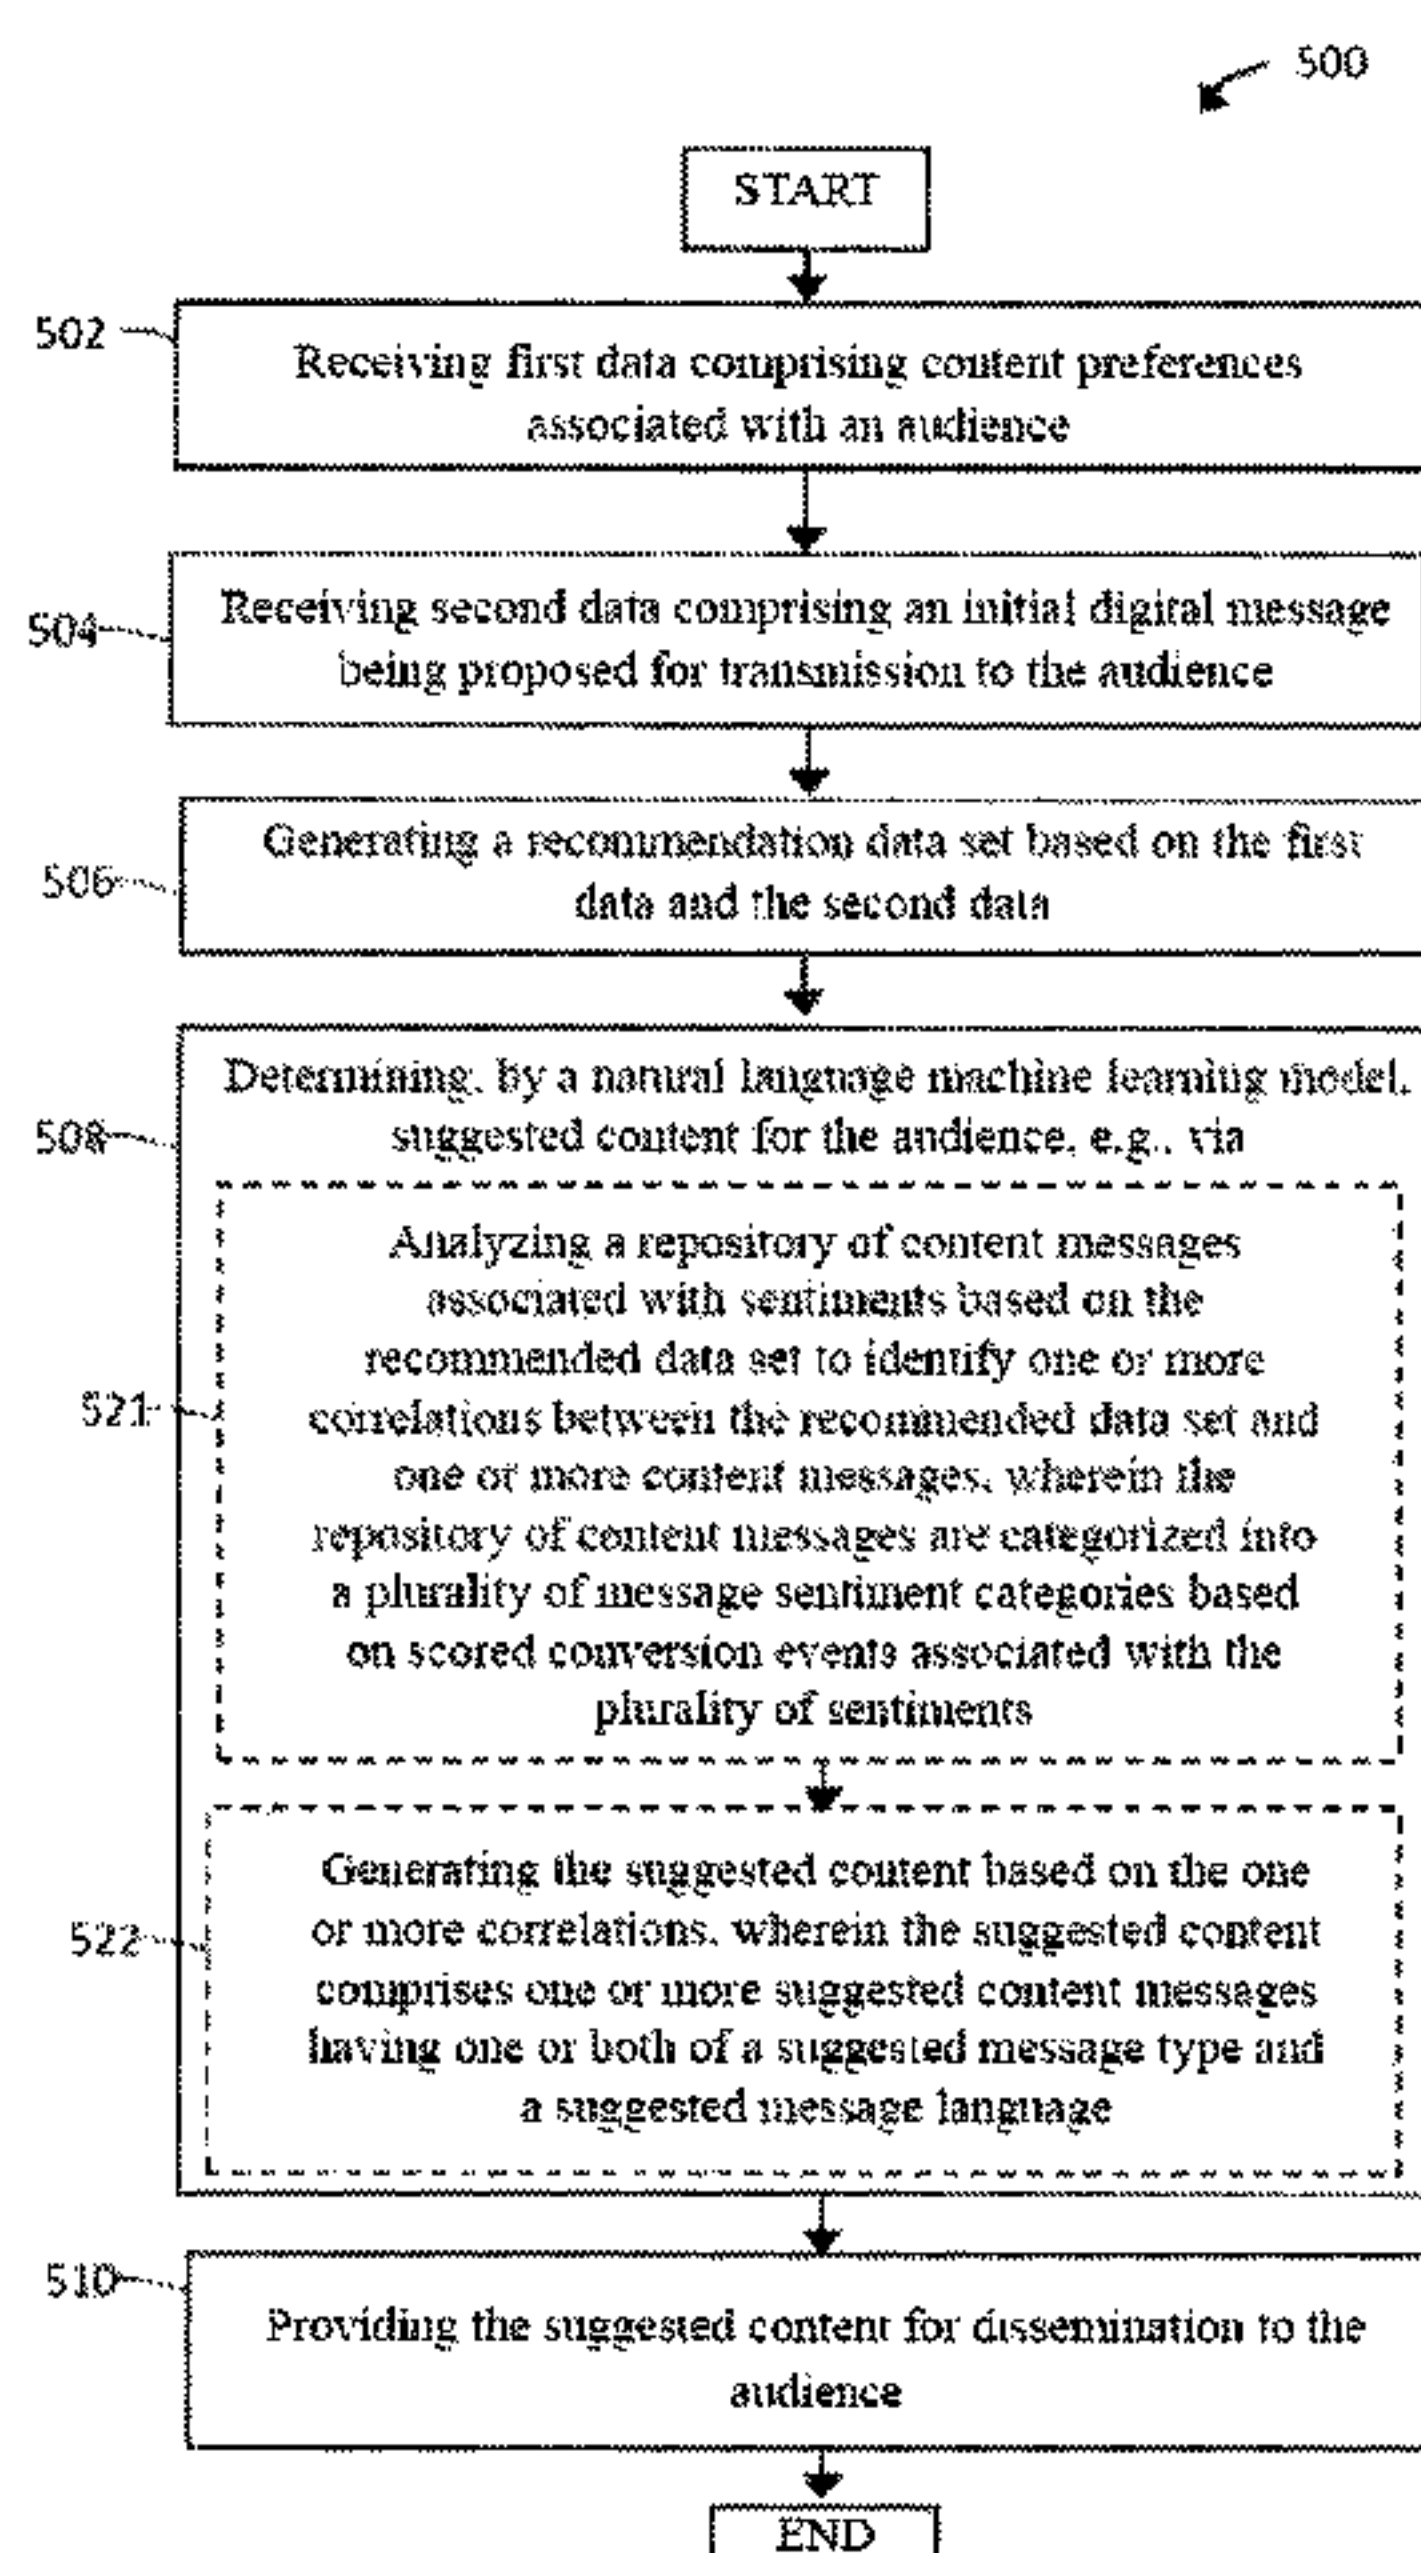 500
START
502
Receiving first data comprising content preferences
associated with an audience
504
Receiving second data comprising an initial digital message
being proposed for transmission to the audience
506
Generating a recommendation data set based on the first
data and the second data
508
Determining, by a natural language machine learning model,
suggested content for the audience, e.g., via
521
Analyzing a repository of content messages
associated with sentiments based on the
recommended data set to identify one or more
correlations between the recommended data set and
one or more content messages, wherein the
repository of content messages are categorized into
a plurality of message sentiment categories based
on scored conversion events associated with the
plurality of sentiments
522
Generating the suggested content based on the one
or more correlations, wherein the suggested content
comprises one or more suggested content messages
having one or both of a suggested message type and
a suggested message language
510
Providing the suggested content for dissemination to the
audience
END